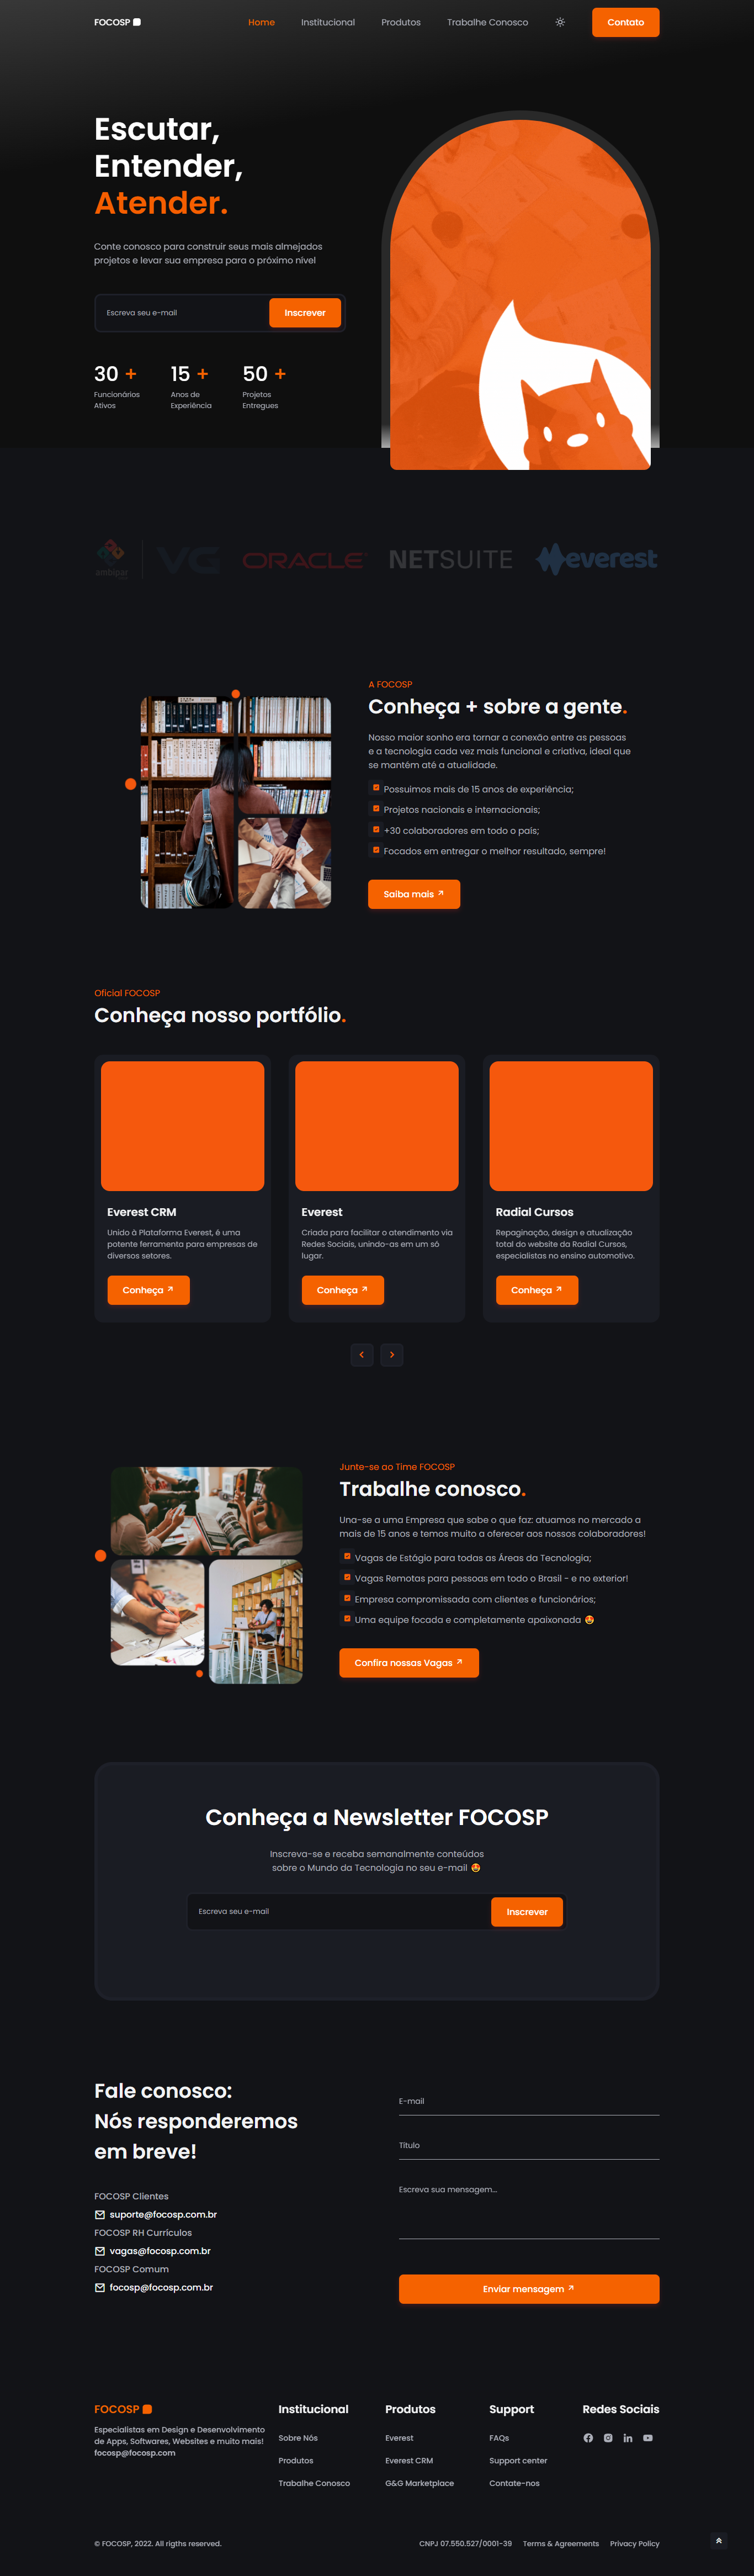 FOCOSP
Home Institucional Produtos Trabalhe Conosco Contato
Escutar,
Entender,
Atender.
Conte conosco para construir seus mais almejados
projetos e levar sua empresa para o próximo nível
Escreva seu e-mail Inscrever
30 + 15 + 50 +
Funcionários Anos de Projetos
Ativos Experiência Entregues
ambipar VG ORACLE NETSUITE everest
A FOCOSP
Conheça + sobre a gente.
Nosso maior sonho era tornar a conexão entre as pessoas
e a tecnologia cada vez mais funcional e criativa, ideal que
se mantém até a atualidade.
Possuimos mais de 15 anos de experiência;
Projetos nacionais e internacionais;
+30 colaboradores em todo o país;
Focados em entregar o melhor resultado, sempre!
Saiba mais
Oficial FOCOSP
Conheça nosso portfólio.
Everest CRM
Unido à Plataforma Everest, é uma
potente ferramenta para empresas de
diversos setores.
Conheça
Everest
Criada para facilitar o atendimento via
Redes Sociais, unindo-as em um só
lugar.
Conheça
Radial Cursos
Repaginação, design e atualização
total do website da Radial Cursos,
especialistas no ensino automotivo.
Conheça
Junte-se ao Time FOCOSP
Trabalhe conosco.
Una-se a uma Empresa que sabe o que faz: atuamos no mercado a
mais de 15 anos e temos muito a oferecer aos nossos colaboradores!
Vagas de Estágio para todas as Áreas da Tecnologia;
Vagas Remotas para pessoas em todo o Brasil - e no exterior!
Empresa compromissada com clientes e funcionários;
Uma equipe focada e completamente apaixonada 🤩
Confira nossas Vagas
Conheça a Newsletter FOCOSP
Inscreva-se e receba semanalmente conteúdos
sobre o Mundo da Tecnologia no seu e-mail 🤩
Escreva seu e-mail Inscrever
Fale conosco:
Nós responderemos
em breve!
FOCOSP Clientes
suporte@focosp.com.br
FOCOSP RH Currículos
vagas@focosp.com.br
FOCOSP Comum
focosp@focosp.com.br
E-mail
Título
Escreva sua mensagem...
Enviar mensagem
FOCOSP
Especialistas em Design e Desenvolvimento
de Apps, Softwares, Websites e muito mais!
focosp@focosp.com
Institucional
Sobre Nós
Produtos
Trabalhe Conosco
Produtos
Everest
Everest CRM
G&G Marketplace
Support
FAQs
Support center
Contate-nos
Redes Sociais
© FOCOSP, 2022. All rigths reserved.
CNPJ 07.550.527/0001-39 Terms & Agreements Privacy Policy